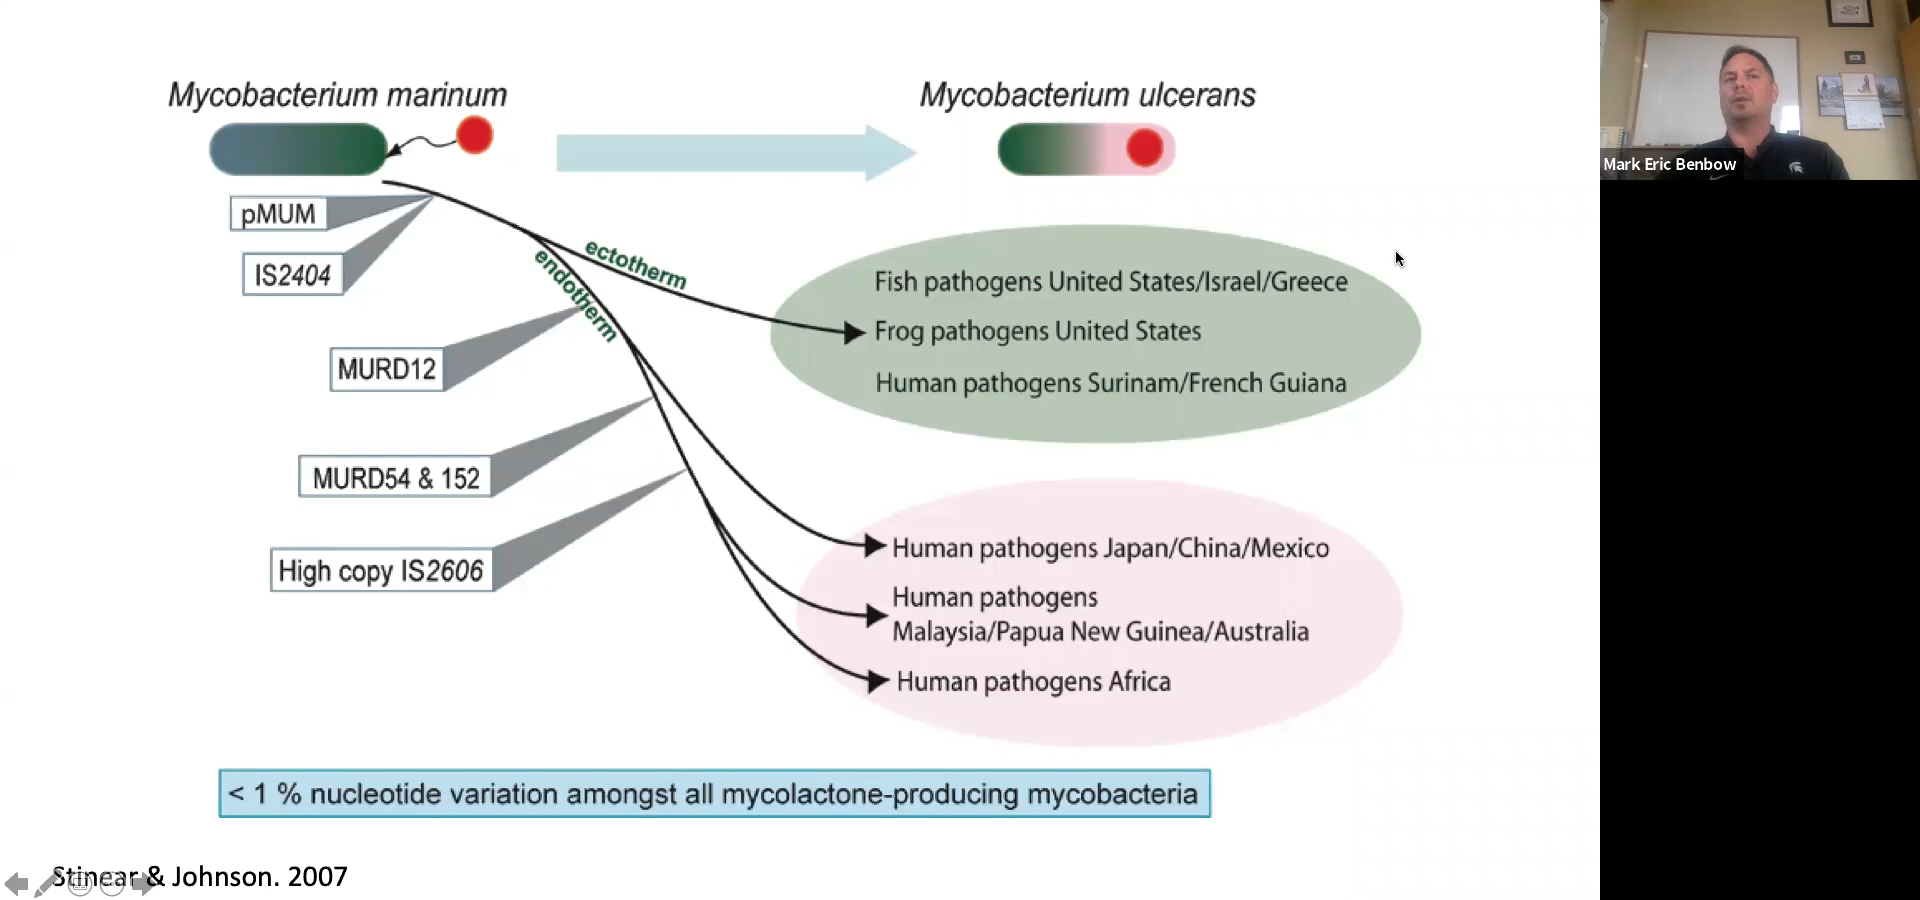 Mycobacterium marinum
Mycobacterium ulcerans
pMUM
IS2404
ectotherm
endotherm
MURD12
MURD54 & 152
High copy IS2606
Fish pathogens United States/Israel/Greece
Frog pathogens United States
Human pathogens Surinam/French Guiana
Human pathogens Japan/China/Mexico
Human pathogens
Malaysia/Papua New Guinea/Australia
Human pathogens Africa
< 1 % nucleotide variation amongst all mycolactone-producing mycobacteria
Stinear & Johnson. 2007
Mark Eric Benbow